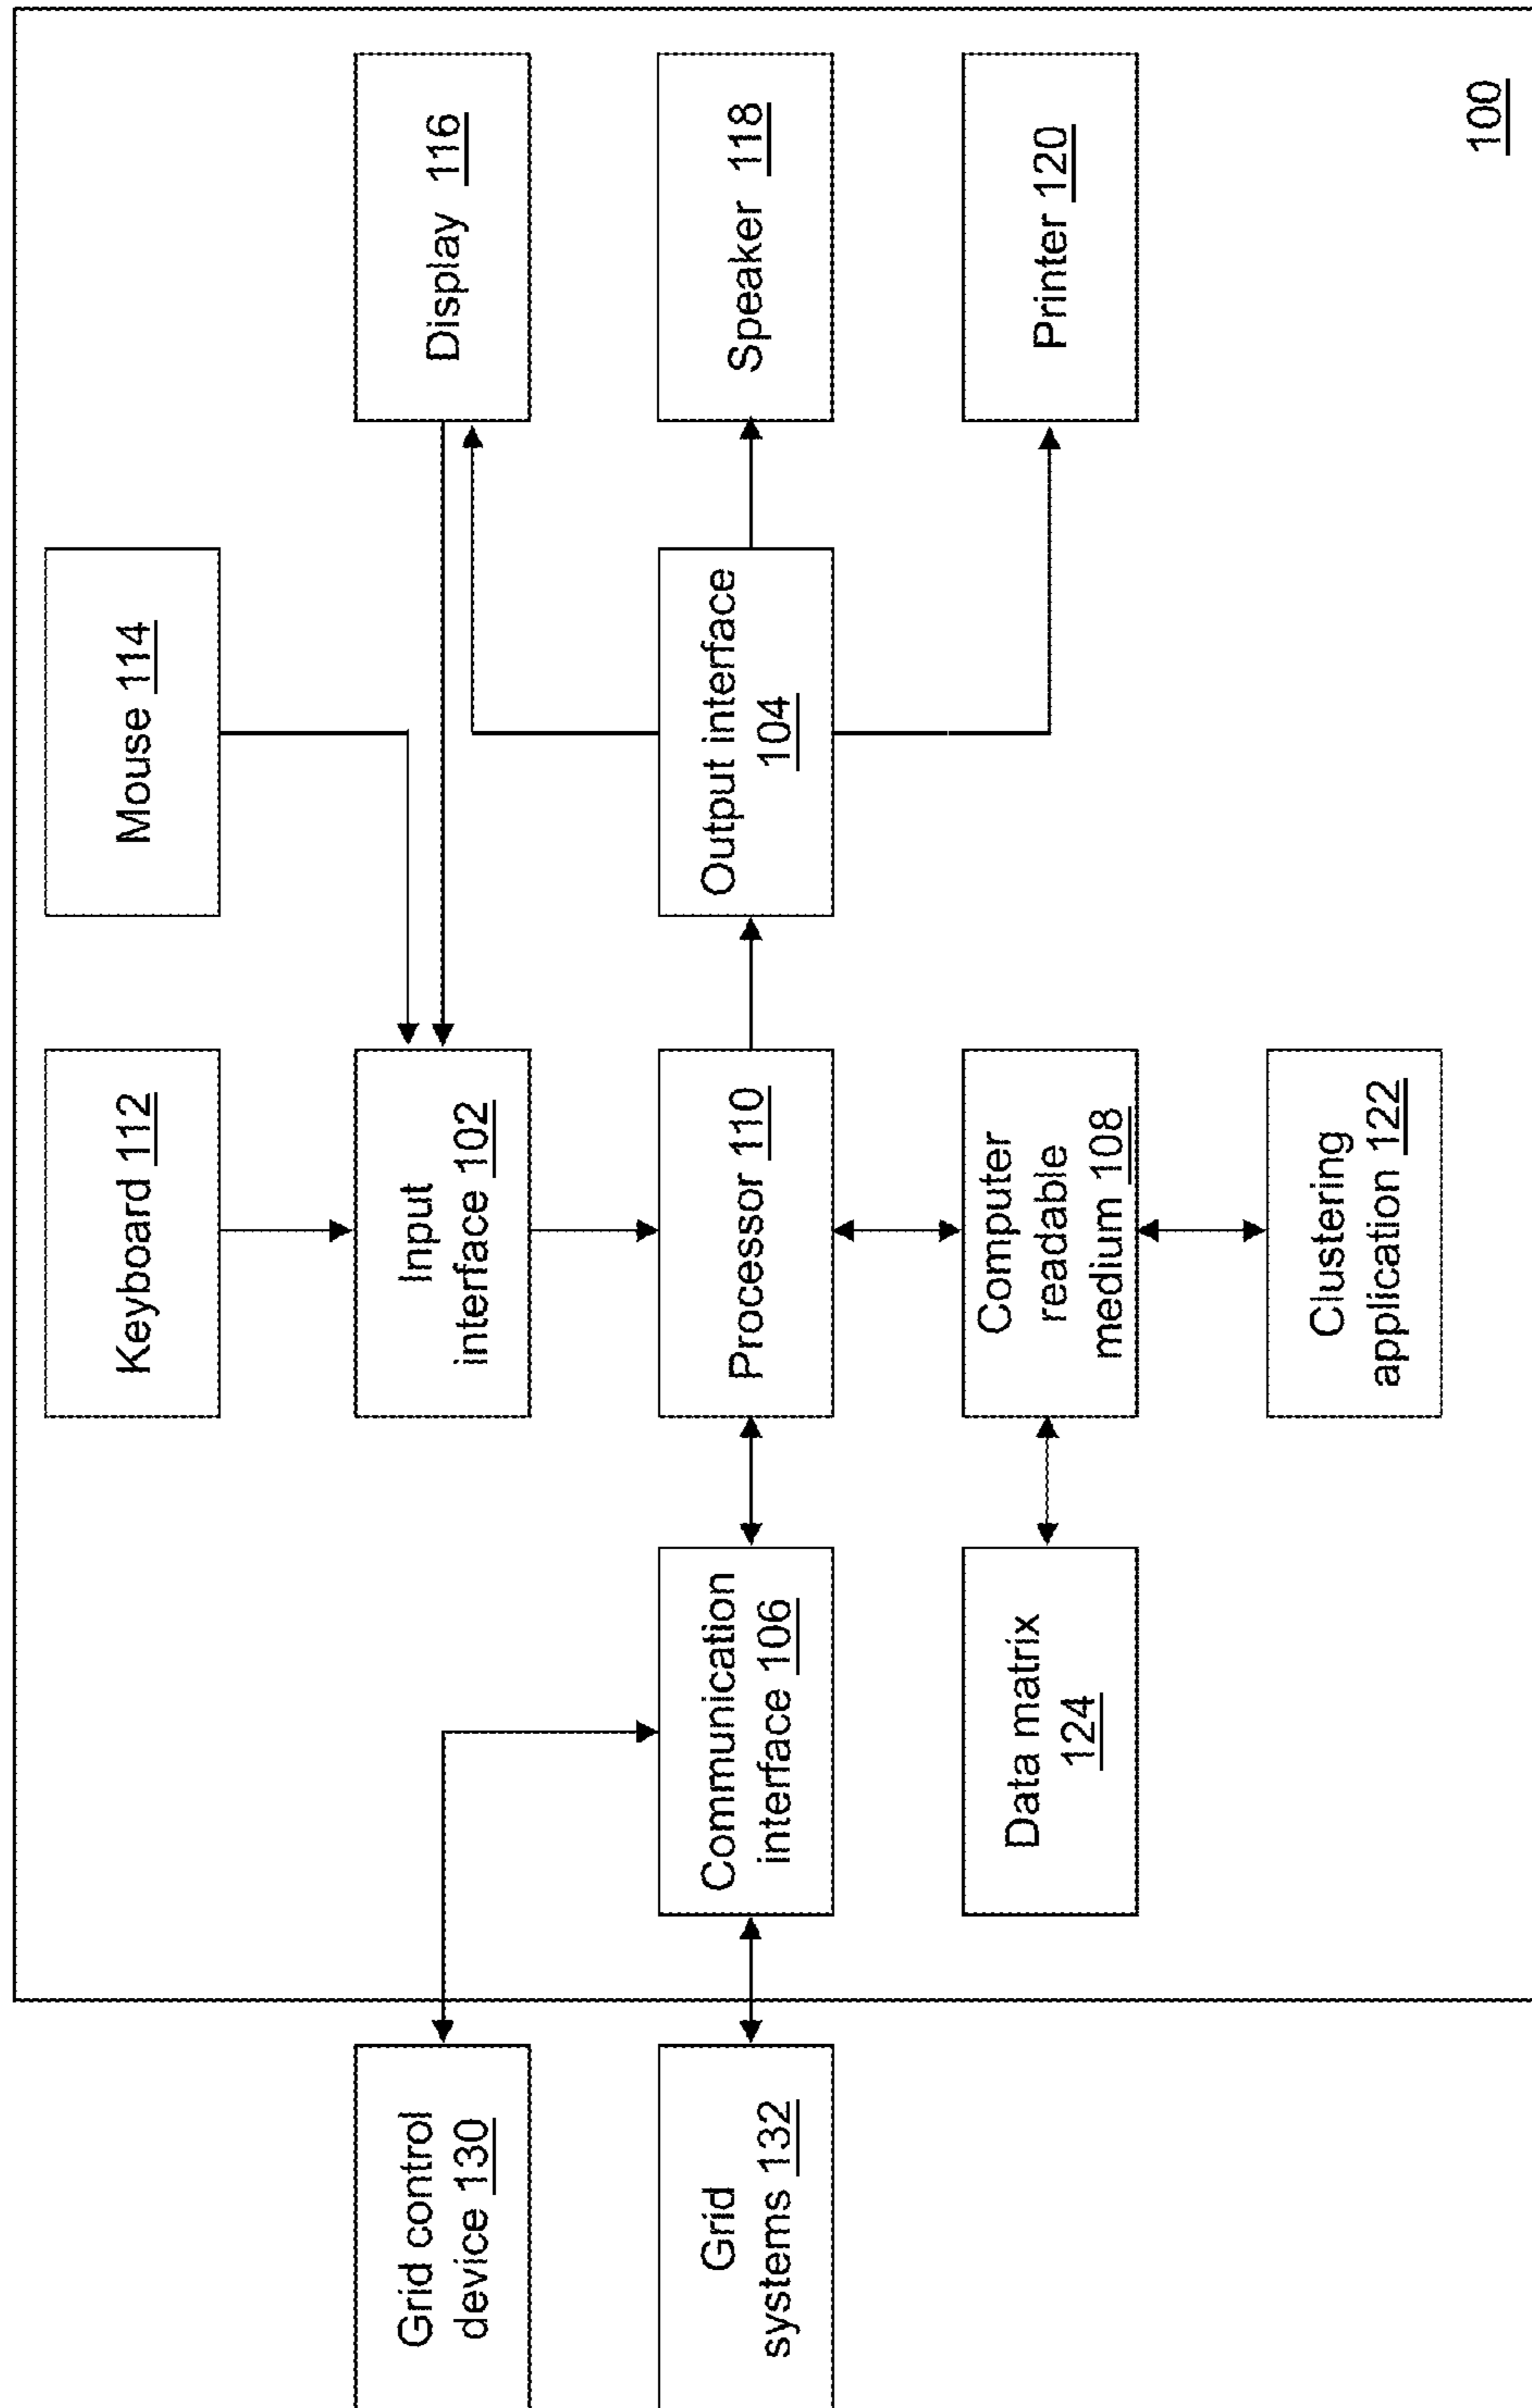 Keyboard 112
Mouse 114
Grid control
device 130
Input
interface 102
Display 116
Grid
systems 132
Communication
interface 106
Processor 110
Output interface
104
Speaker 118
Data matrix
124
Computer
readable
medium 108
Printer 120
Clustering
application 122
100